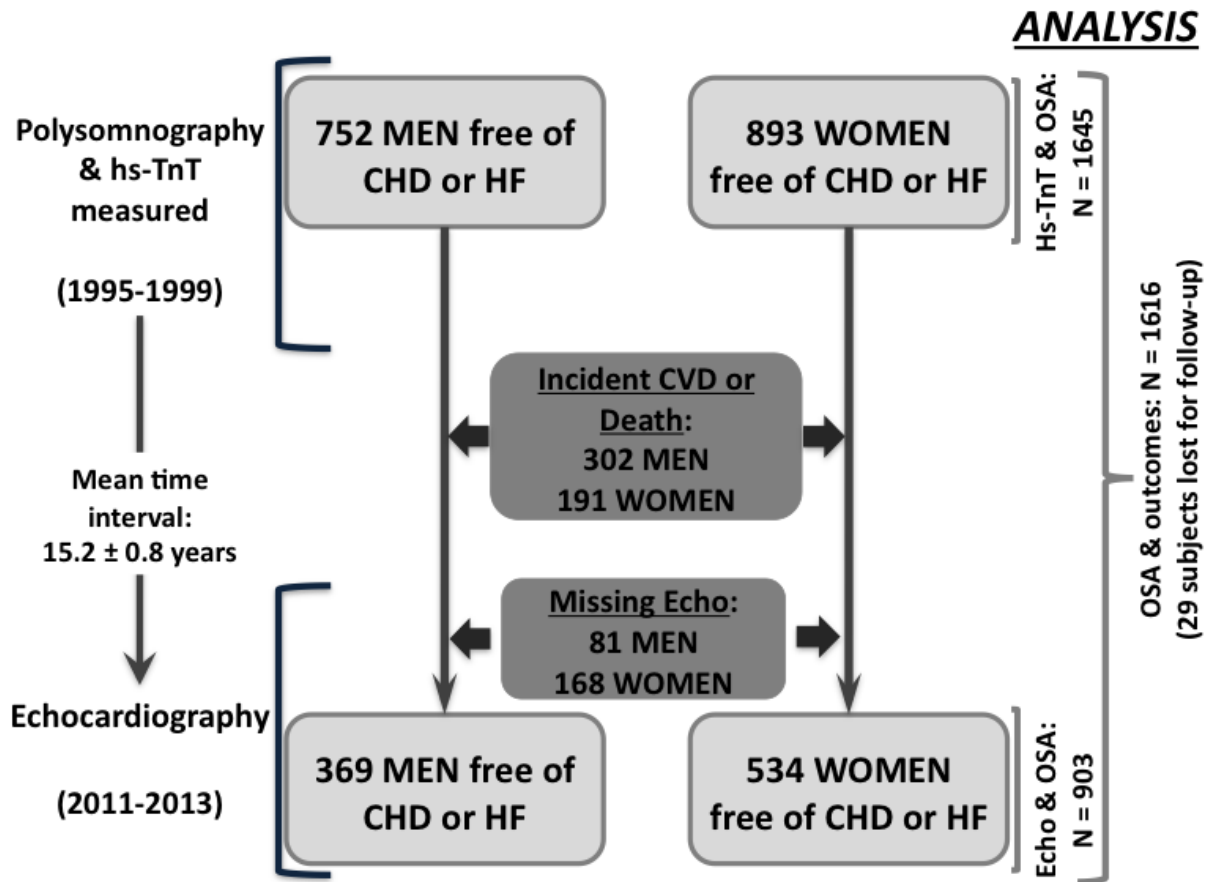 ANALYSIS
Polysomnography
& hs-TnT
measured
(1995-1999)
752 MEN free of
CHD or HF
893 WOMEN
free of CHD or HF
Hs-TnT & OSA:
N = 1645
Incident CVD or
Death:
302 MEN
191 WOMEN
Mean time
interval:
15.2 ± 0.8 years
Missing Echo:
81 MEN
168 WOMEN
Echocardiography
(2011-2013)
369 MEN free of
CHD or HF
534 WOMEN
free of CHD or HF
Echo & OSA:
N = 903
OSA & outcomes: N = 1616
(29 subjects lost for follow-up)